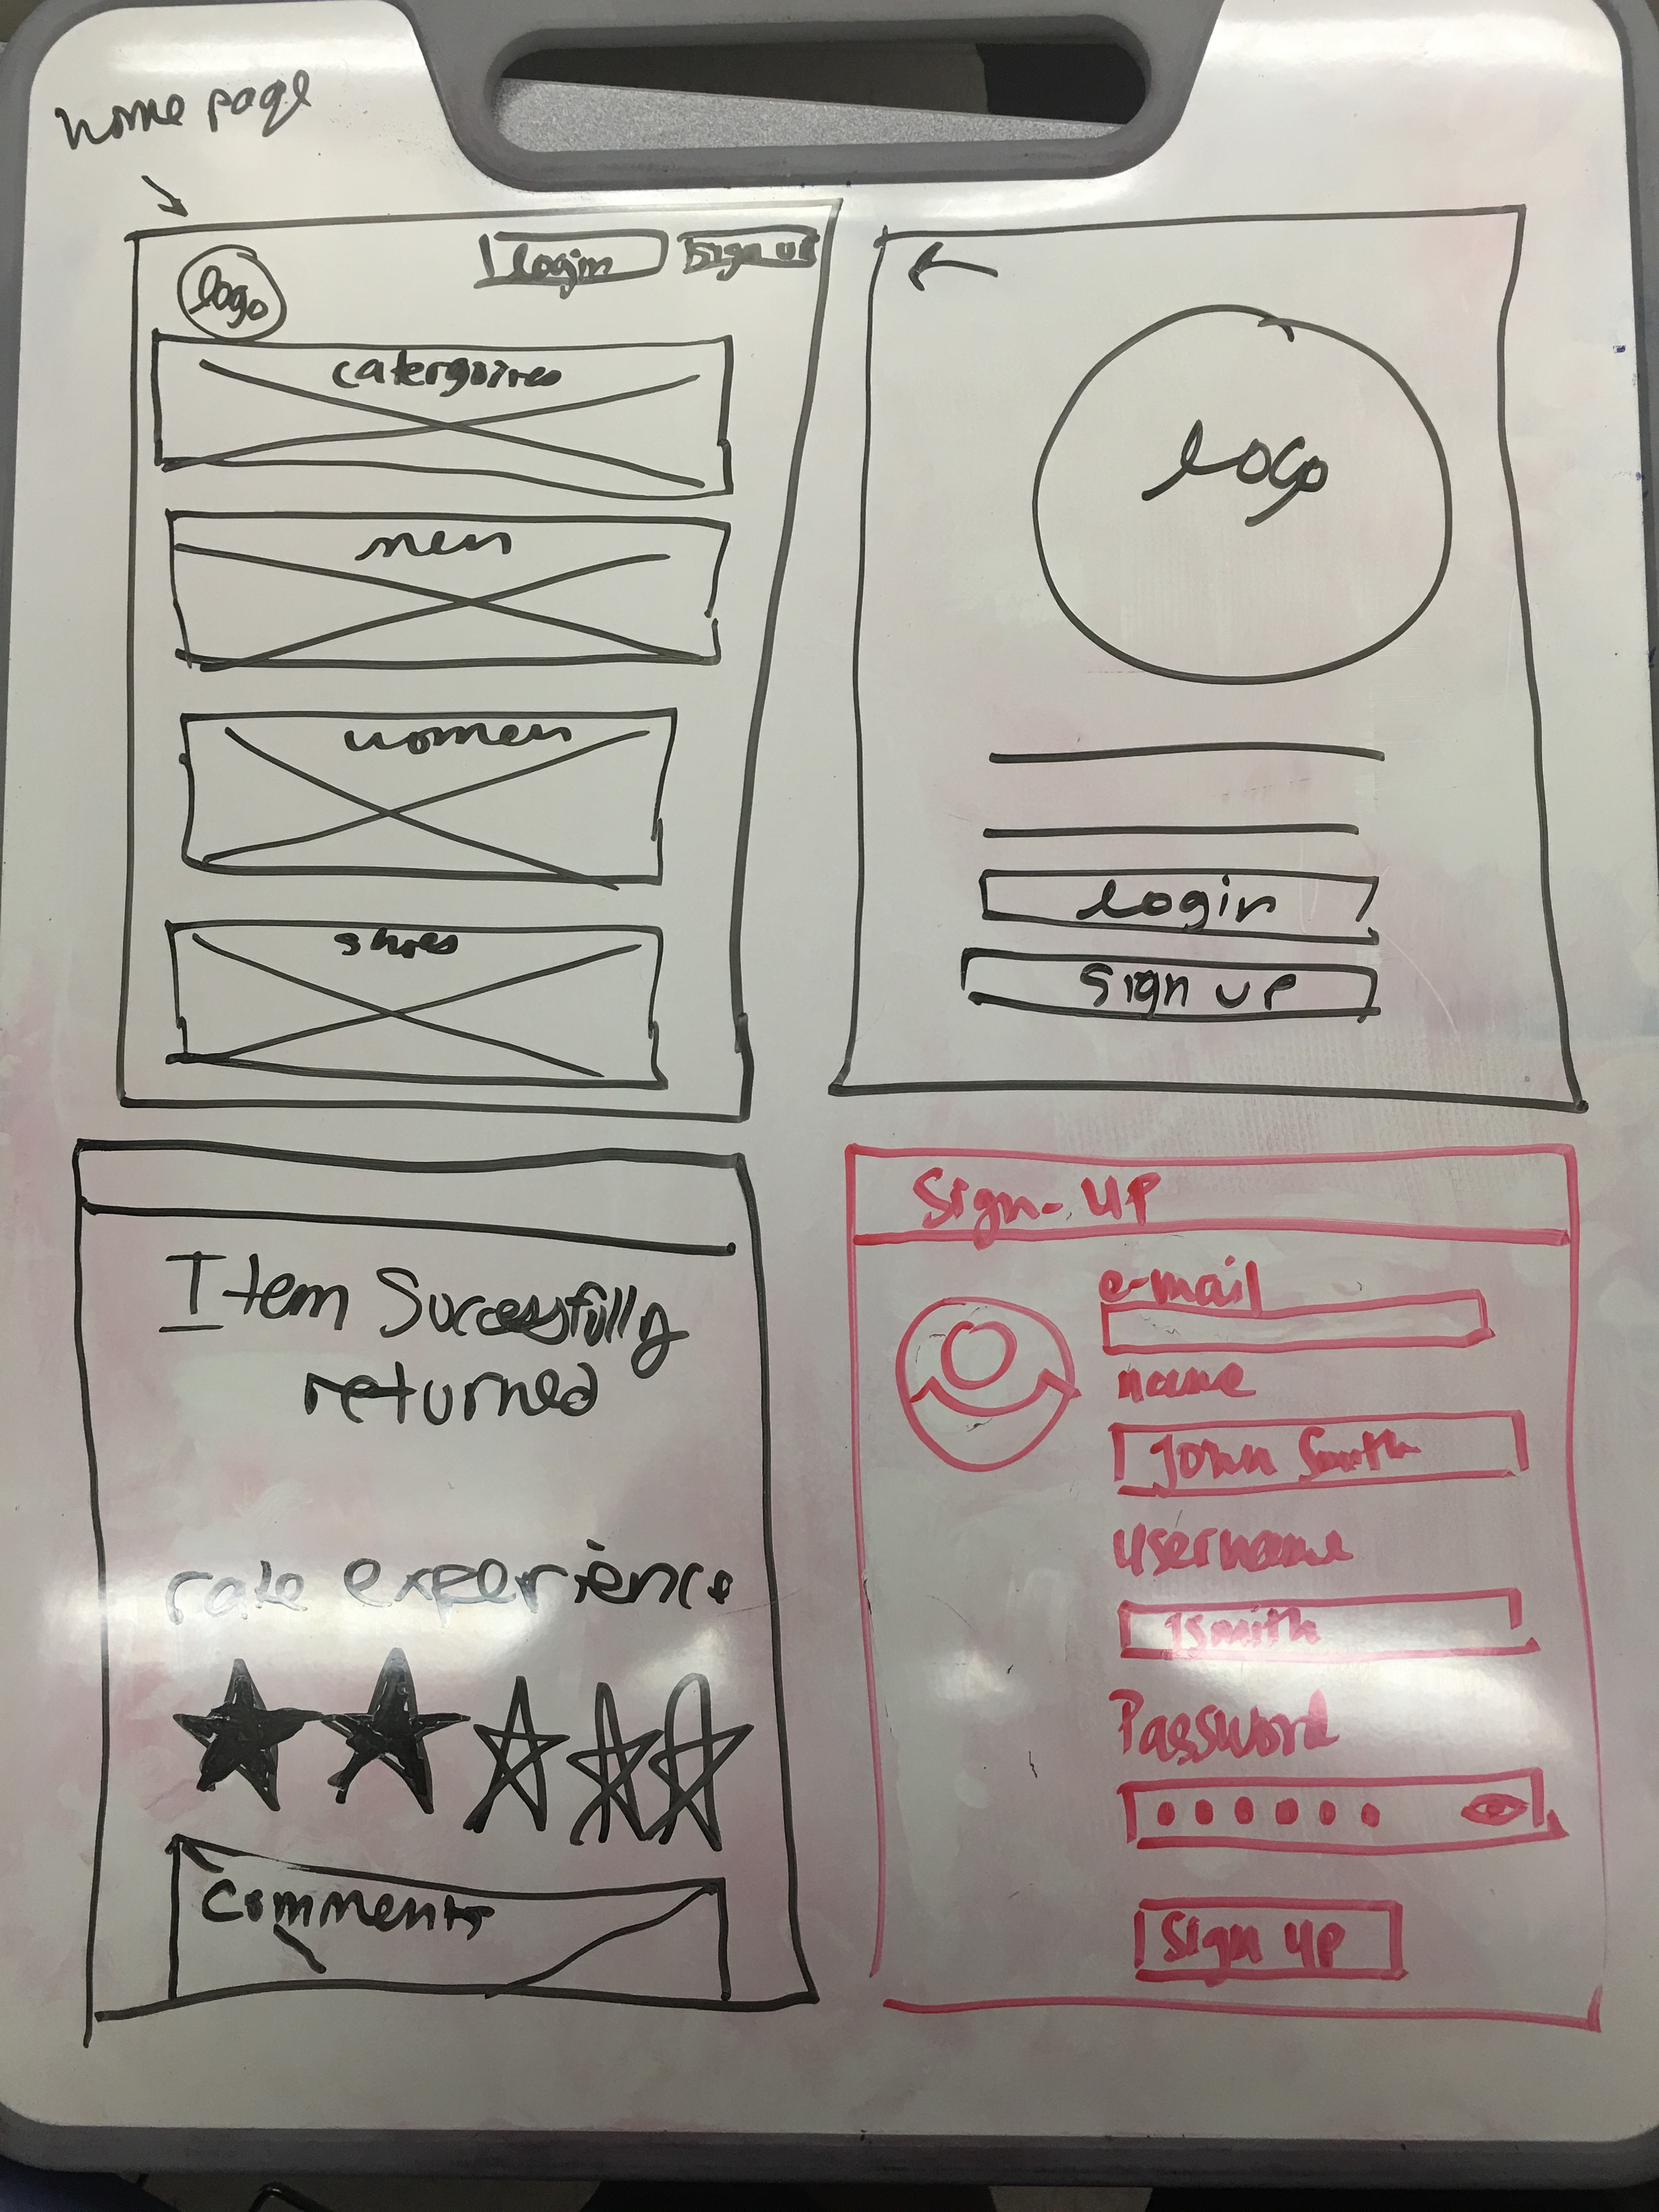 home page
login
sign up
logo
catergoires
men
women
shoes
logo
login
sign up
Item Successfully
returned
rate experience
comments
Sign-up
e-mail
name
John Smith
username
Jsmith
Password
Sign up